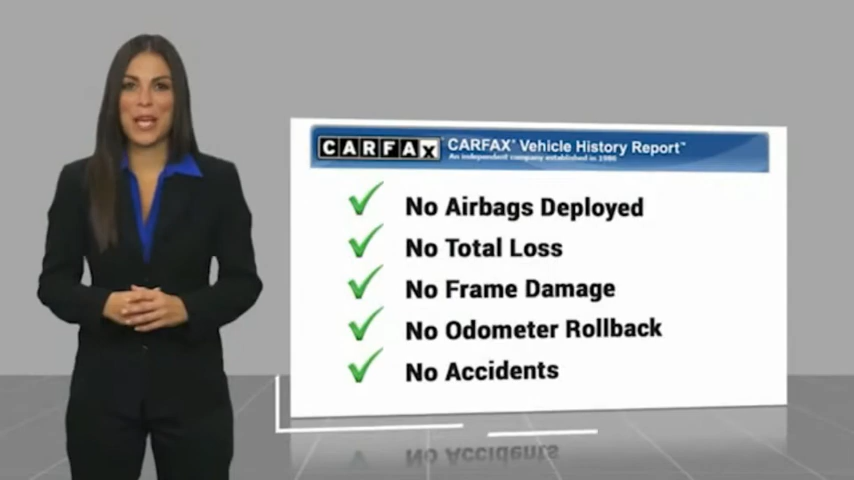 CARFAX CARFAX® Vehicle History Report™
An independent company established in 1986
No Airbags Deployed
No Total Loss
No Frame Damage
No Odometer Rollback
No Accidents
No Accidents